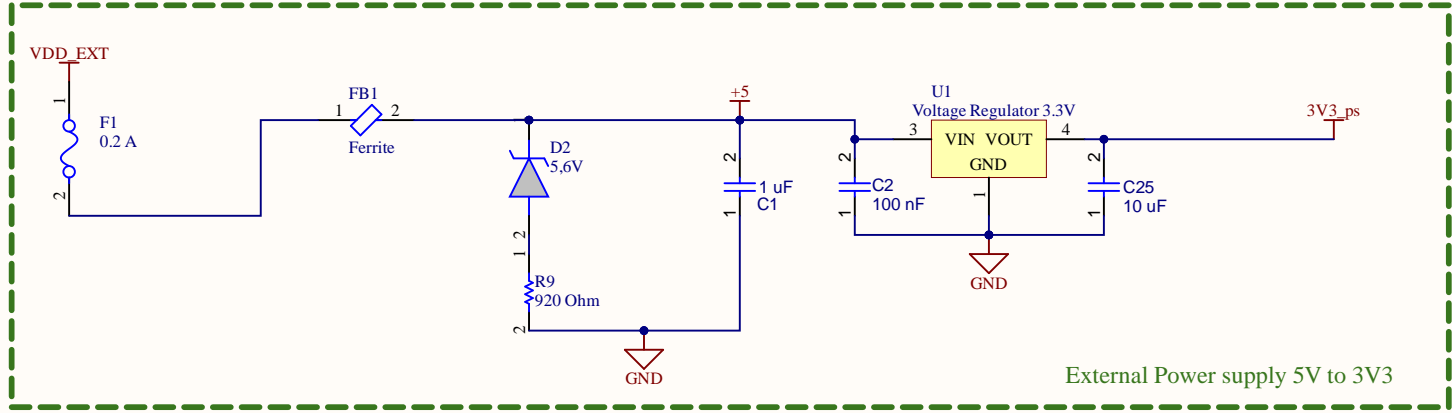 VDD_EXT
1
F1
0.2 A
2
FB1
1 2
Ferrite
D2
5,6V
2
1
R9
920 Ohm
2
GND
+5
2
1 uF
C1
1
2
C2
100 nF
1
U1
Voltage Regulator 3.3V
3 VIN VOUT 4
GND
1
GND
2
C25
10 uF
1
3V3_ps
External Power supply 5V to 3V3